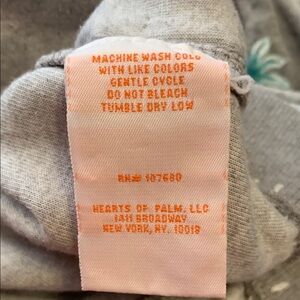 MACHINE WASH COLD
WITH LIKE COLORS
GENTLE CYCLE
DO NOT BLEACH
TUMBLE DRY LOW
RN# 107680
HEARTS OF PALM, LLC
1411 BROADWAY
NEW YORK, NY. 10018